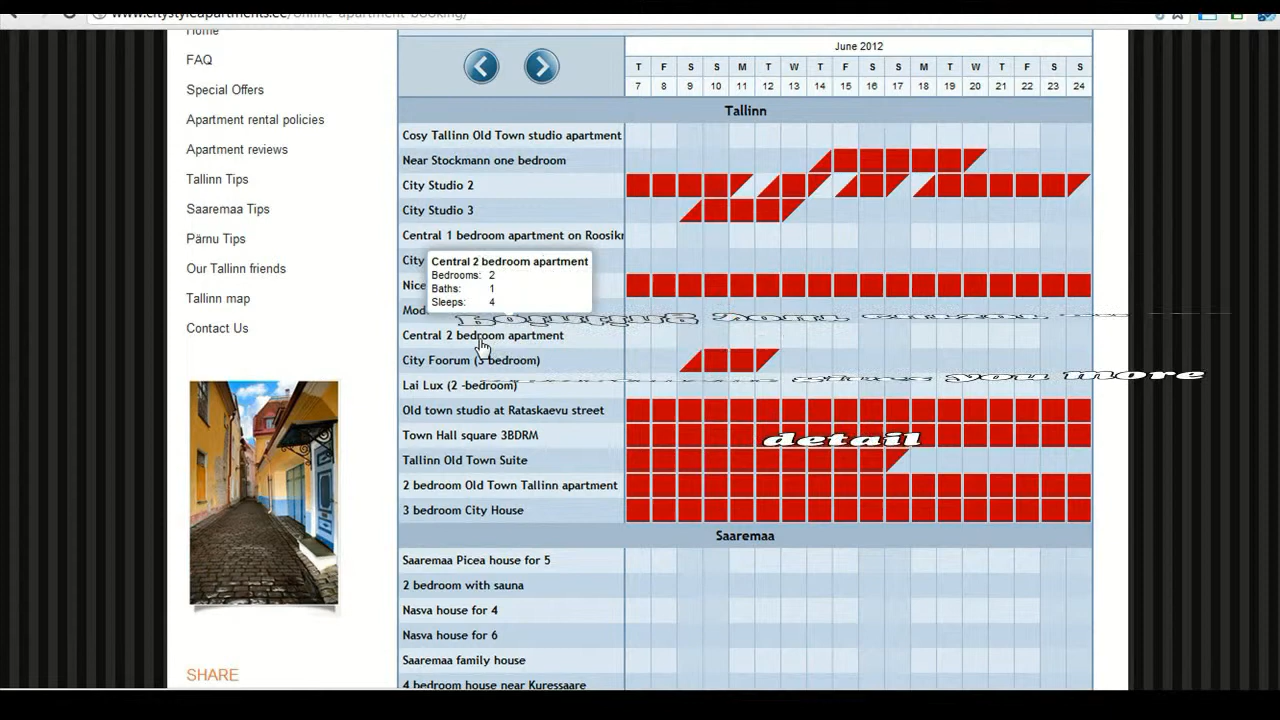 www.citystyleapartments.ee/online-apartment-booking/
Home
FAQ
Special Offers
Apartment rental policies
Apartment reviews
Tallinn Tips
Saaremaa Tips
Pärnu Tips
Our Tallinn friends
Tallinn map
Contact Us
SHARE
June 2012
T F S S M T W T F S S M T W T F S S
7 8 9 10 11 12 13 14 15 16 17 18 19 20 21 22 23 24
Tallinn
Cosy Tallinn Old Town studio apartment
Near Stockmann one bedroom
City Studio 2
City Studio 3
Central 1 bedroom apartment on Roosikr
City
Central 2 bedroom apartment
Bedrooms: 2
Baths: 1
Sleeps: 4
Nice
Mod
Central 2 bedroom apartment
City Foorum (3 bedroom)
Lai Lux (2 -bedroom)
gives you more
Old town studio at Rataskaevu street
Town Hall square 3BDRM
detail
Tallinn Old Town Suite
2 bedroom Old Town Tallinn apartment
3 bedroom City House
Saaremaa
Saaremaa Picea house for 5
2 bedroom with sauna
Nasva house for 4
Nasva house for 6
Saaremaa family house
4 bedroom house near Kuressaare